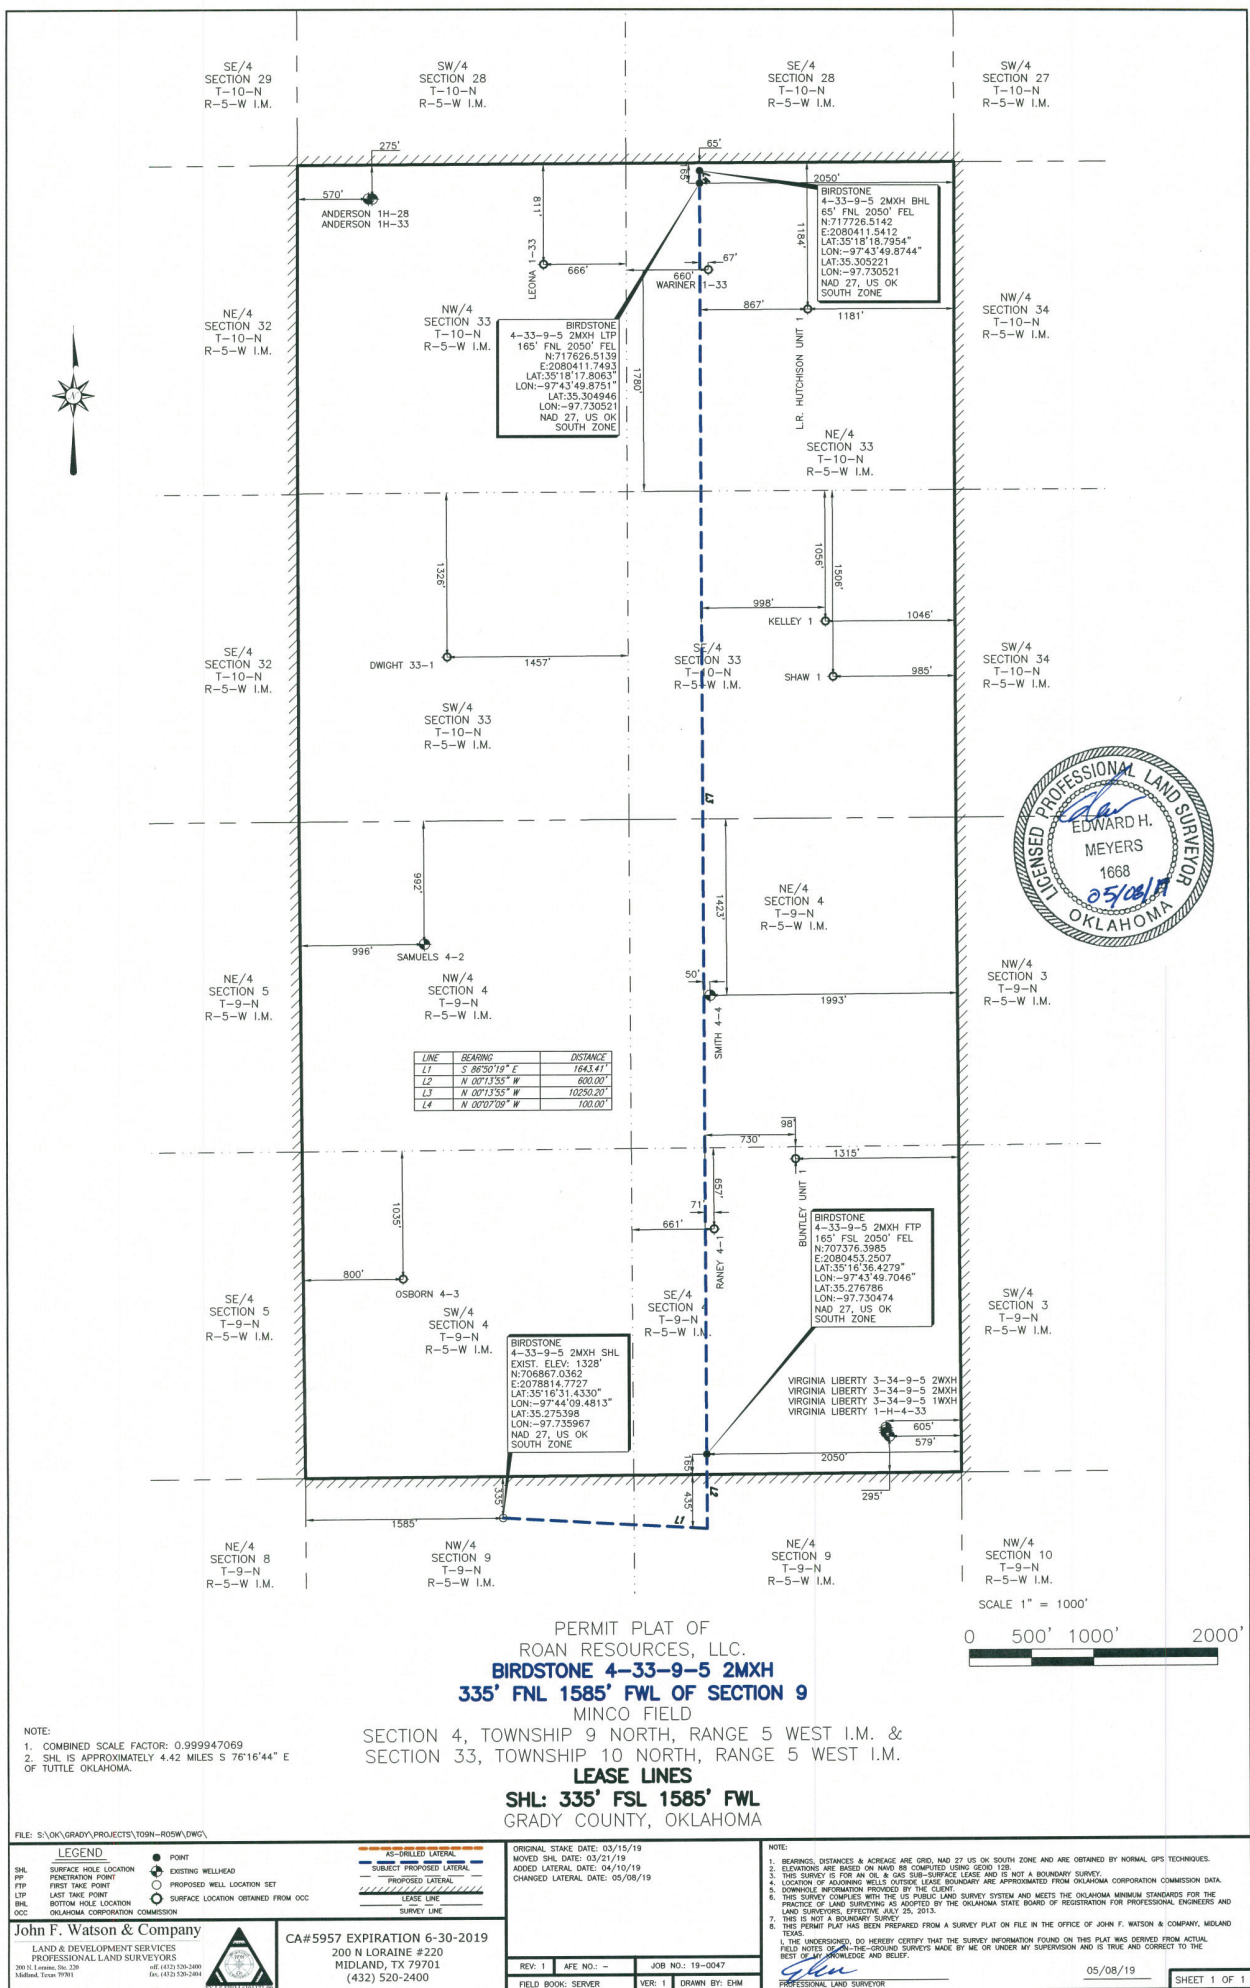 SE/4
SECTION 29
T-10-N
R-5-W I.M.
SW/4
SECTION 28
T-10-N
R-5-W I.M.
SE/4
SECTION 28
T-10-N
R-5-W I.M.
SW/4
SECTION 27
T-10-N
R-5-W I.M.
275'
65'
570'
165'
L4
2050'
ANDERSON 1H-28
ANDERSON 1H-33
811'
LEONA 1-33
666'
660'
67'
WARINER 1-33
1184'
867'
1181'
L.R. HUTCHISON UNIT 1
1780'
BIRDSTONE
4-33-9-5 2MXH BHL
65' FNL 2050' FEL
N:717726.5142
E:2080411.5412
LAT:35°18'18.7954"
LON:-97°43'49.8744"
LAT:35.305221
LON:-97.730521
NAD 27, US OK
SOUTH ZONE
NE/4
SECTION 32
T-10-N
R-5-W I.M.
NW/4
SECTION 33
T-10-N
R-5-W I.M.
BIRDSTONE
4-33-9-5 2MXH LTP
165' FNL 2050' FEL
N:717626.5139
E:2080411.7493
LAT:35°18'17.8063"
LON:-97°43'49.8751"
LAT:35.304946
LON:-97.730521
NAD 27, US OK
SOUTH ZONE
NW/4
SECTION 34
T-10-N
R-5-W I.M.
N
NE/4
SECTION 33
T-10-N
R-5-W I.M.
1326'
1056'
1506'
998'
KELLEY 1
1046'
DWIGHT 33-1
1457'
SHAW 1
985'
SE/4
SECTION 32
T-10-N
R-5-W I.M.
SE/4
SECTION 33
T-10-N
R-5-W I.M.
SW/4
SECTION 34
T-10-N
R-5-W I.M.
SW/4
SECTION 33
T-10-N
R-5-W I.M.
L3
LICENSED PROFESSIONAL LAND SURVEYOR
EDWARD H.
MEYERS
1668
05/08/19
OKLAHOMA
992'
1423'
NE/4
SECTION 4
T-9-N
R-5-W I.M.
996'
SAMUELS 4-2
50'
1993'
SMITH 4-4
NE/4
SECTION 5
T-9-N
R-5-W I.M.
NW/4
SECTION 4
T-9-N
R-5-W I.M.
NW/4
SECTION 3
T-9-N
R-5-W I.M.
LINE BEARING DISTANCE
L1 S 86°50'19" E 1643.41'
L2 N 00°13'55" W 600.00'
L3 N 00°13'55" W 10250.20'
L4 N 00°07'09" W 100.00'
98'
730'
1315'
BUNTLEY UNIT 1
1035'
657'
71'
661'
RANEY 4-1
800'
OSBORN 4-3
BIRDSTONE
4-33-9-5 2MXH FTP
165' FSL 2050' FEL
N:707376.3985
E:2080453.2507
LAT:35°16'36.4279"
LON:-97°43'49.7046"
LAT:35.276786
LON:-97.730474
NAD 27, US OK
SOUTH ZONE
SE/4
SECTION 5
T-9-N
R-5-W I.M.
SW/4
SECTION 4
T-9-N
R-5-W I.M.
SE/4
SECTION 4
T-9-N
R-5-W I.M.
SW/4
SECTION 3
T-9-N
R-5-W I.M.
BIRDSTONE
4-33-9-5 2MXH SHL
EXIST. ELEV: 1328'
N:706867.0362
E:2078814.7727
LAT:35°16'31.4330"
LON:-97°44'09.4813"
LAT:35.275398
LON:-97.735967
NAD 27, US OK
SOUTH ZONE
VIRGINIA LIBERTY 3-34-9-5 2WXH
VIRGINIA LIBERTY 3-34-9-5 2MXH
VIRGINIA LIBERTY 3-34-9-5 1WXH
VIRGINIA LIBERTY 1-H-4-33
605'
579'
165'
2050'
335'
435'
L2
295'
1585'
L1
NE/4
SECTION 8
T-9-N
R-5-W I.M.
NW/4
SECTION 9
T-9-N
R-5-W I.M.
NE/4
SECTION 9
T-9-N
R-5-W I.M.
NW/4
SECTION 10
T-9-N
R-5-W I.M.
SCALE 1" = 1000'
0 500' 1000' 2000'
PERMIT PLAT OF
ROAN RESOURCES, LLC.
BIRDSTONE 4-33-9-5 2MXH
335' FNL 1585' FWL OF SECTION 9
MINCO FIELD
SECTION 4, TOWNSHIP 9 NORTH, RANGE 5 WEST I.M. &
SECTION 33, TOWNSHIP 10 NORTH, RANGE 5 WEST I.M.
LEASE LINES
SHL: 335' FSL 1585' FWL
GRADY COUNTY, OKLAHOMA
NOTE:
1. COMBINED SCALE FACTOR: 0.999947069
2. SHL IS APPROXIMATELY 4.42 MILES S 76°16'44" E
OF TUTTLE OKLAHOMA.
FILE: S:\OK\GRADY\PROJECTS\T09N-R05W\DWG\
LEGEND
SHL SURFACE HOLE LOCATION
PP PENETRATION POINT
FTP FIRST TAKE POINT
LTP LAST TAKE POINT
BHL BOTTOM HOLE LOCATION
OCC OKLAHOMA CORPORATION COMMISSION
POINT
EXISTING WELLHEAD
PROPOSED WELL LOCATION SET
SURFACE LOCATION OBTAINED FROM OCC
AS-DRILLED LATERAL
SUBJECT PROPOSED LATERAL
PROPOSED LATERAL
LEASE LINE
SURVEY LINE
ORIGINAL STAKE DATE: 03/15/19
MOVED SHL DATE: 03/21/19
ADDED LATERAL DATE: 04/10/19
CHANGED LATERAL DATE: 05/08/19
NOTE:
1. BEARINGS, DISTANCES & ACREAGE ARE GRID, NAD 27 US OK SOUTH ZONE AND ARE OBTAINED BY NORMAL GPS TECHNIQUES.
2. ELEVATIONS ARE BASED ON NAVD 88 COMPUTED USING GEOID 12B.
3. THIS SURVEY IS FOR AN OIL & GAS SUB-SURFACE LEASE AND IS NOT A BOUNDARY SURVEY.
4. LOCATION OF ADJOINING WELLS OUTSIDE LEASE BOUNDARY ARE APPROXIMATED FROM OKLAHOMA CORPORATION COMMISSION DATA.
5. DOWNHOLE INFORMATION PROVIDED BY THE CLIENT.
6. THIS SURVEY COMPLIES WITH THE US PUBLIC LAND SURVEY SYSTEM AND MEETS THE OKLAHOMA MINIMUM STANDARDS FOR THE
PRACTICE OF LAND SURVEYING AS ADOPTED BY THE OKLAHOMA STATE BOARD OF REGISTRATION FOR PROFESSIONAL ENGINEERS AND
LAND SURVEYORS, EFFECTIVE JULY 25, 2013.
7. THIS IS NOT A BOUNDARY SURVEY
8. THIS PERMIT PLAT HAS BEEN PREPARED FROM A SURVEY PLAT ON FILE IN THE OFFICE OF JOHN F. WATSON & COMPANY, MIDLAND
TEXAS.
I, THE UNDERSIGNED, DO HEREBY CERTIFY THAT THE SURVEY INFORMATION FOUND ON THIS PLAT WAS DERIVED FROM ACTUAL
FIELD NOTES OF ON-THE-GROUND SURVEYS MADE BY ME OR UNDER MY SUPERVISION AND IS TRUE AND CORRECT TO THE
BEST OF MY KNOWLEDGE AND BELIEF.
PROFESSIONAL LAND SURVEYOR
05/08/19
SHEET 1 OF 1
John F. Watson & Company
LAND & DEVELOPMENT SERVICES
PROFESSIONAL LAND SURVEYORS
200 N. Loraine, Ste. 220
Midland, Texas 79701
off. (432) 520-2400
fax. (432) 520-2404
CA#5957 EXPIRATION 6-30-2019
200 N LORAINE #220
MIDLAND, TX 79701
(432) 520-2400
REV: 1 AFE NO.: - JOB NO.: 19-0047
FIELD BOOK: SERVER VER: 1 DRAWN BY: EHM